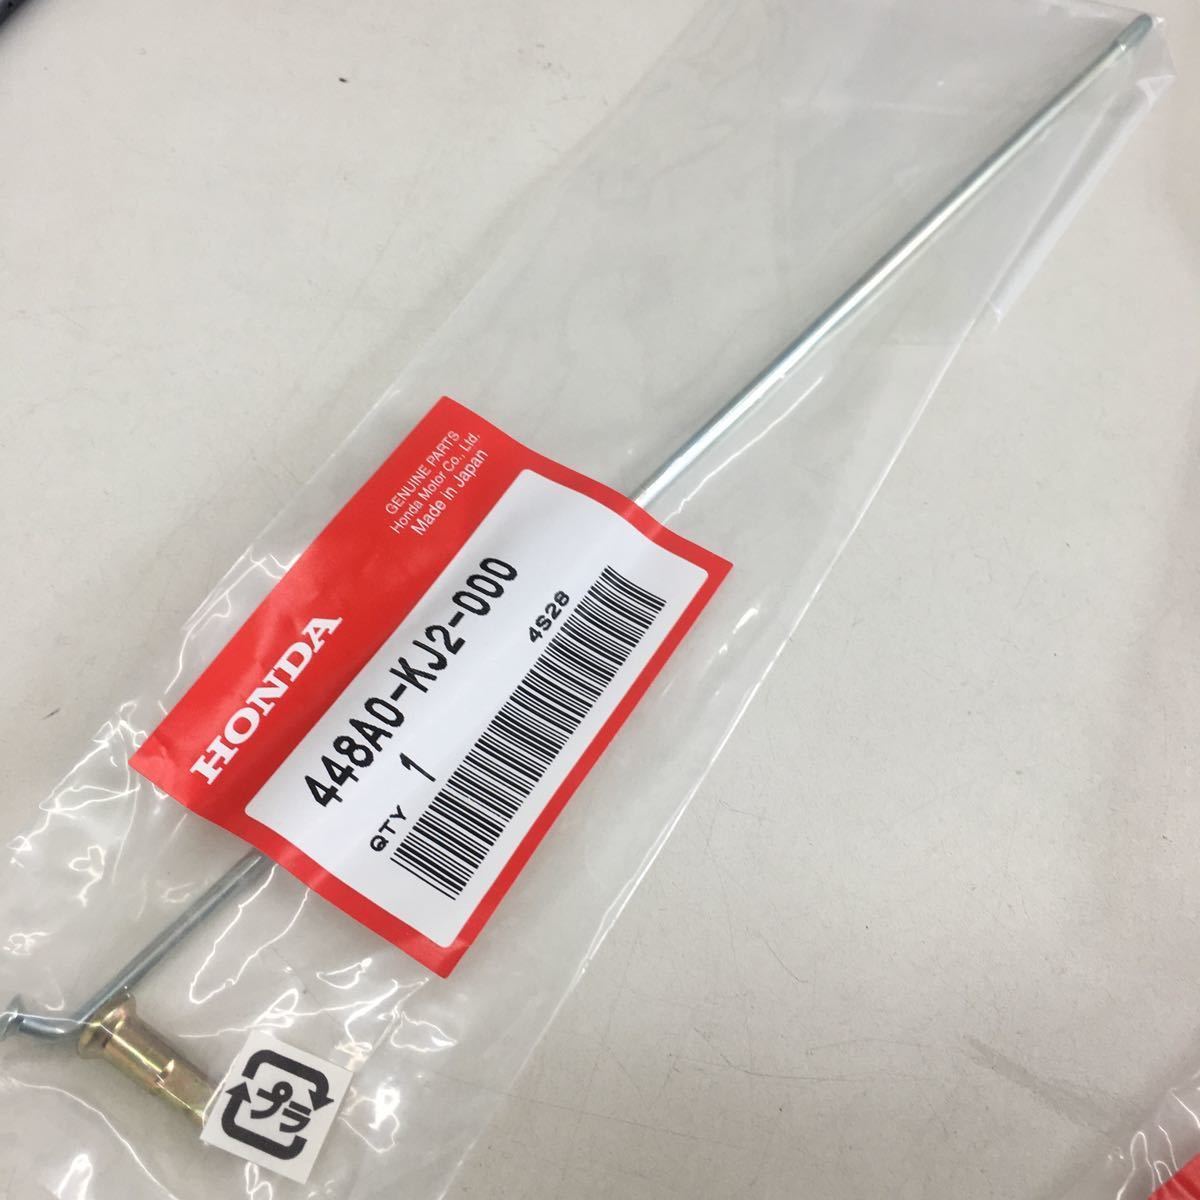 GENUINE PARTS
Honda Motor Co., Ltd.
Made in Japan
HONDA
448A0-KJ2-000
4S28
QTY 1
プラ